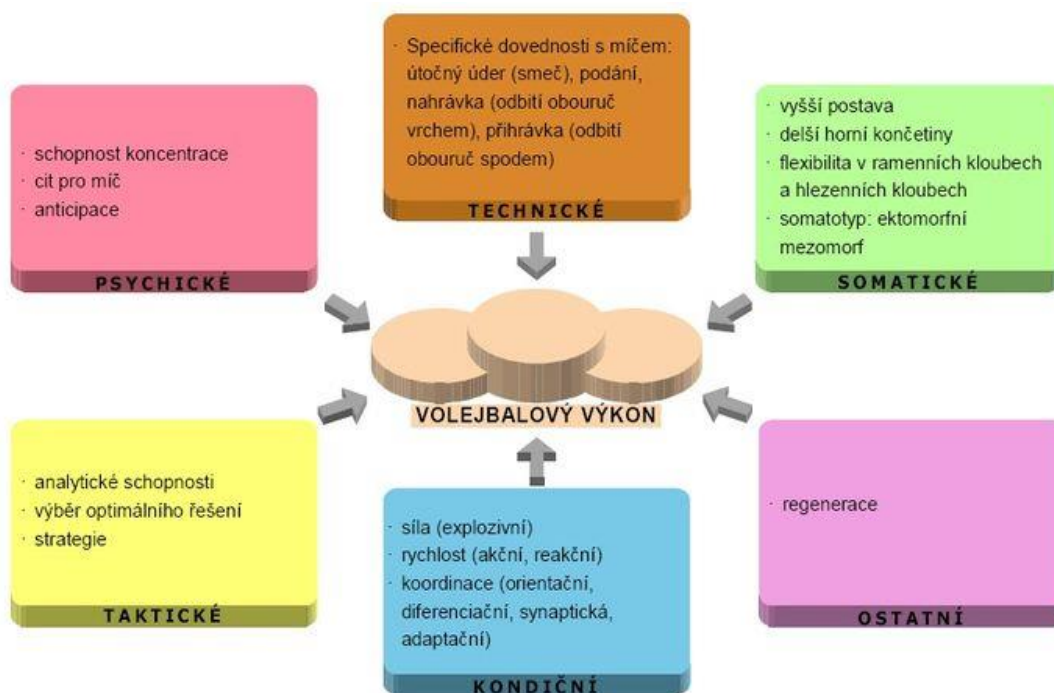 · schopnost koncentrace
· cit pro míč
· anticipace
PSYCHICKÉ
· Specifické dovednosti s míčem:
útočný úder (smeč), podání,
nahrávka (odbití obouruč
vrchem), přihrávka (odbití
obouruč spodem)
TECHNICKÉ
· vyšší postava
· delší horní končetiny
· flexibilita v ramenních kloubech
a hlezenních kloubech
· somatotyp: ektomorfní
mezomorf
SOMATICKÉ
VOLEJBALOVÝ VÝKON
· analytické schopnosti
· výběr optimálního řešení
· strategie
TAKTICKÉ
· síla (explozivní)
· rychlost (akční, reakční)
· koordinace (orientační,
diferenciační, synaptická,
adaptační)
KONDIČNÍ
· regenerace
OSTATNÍ